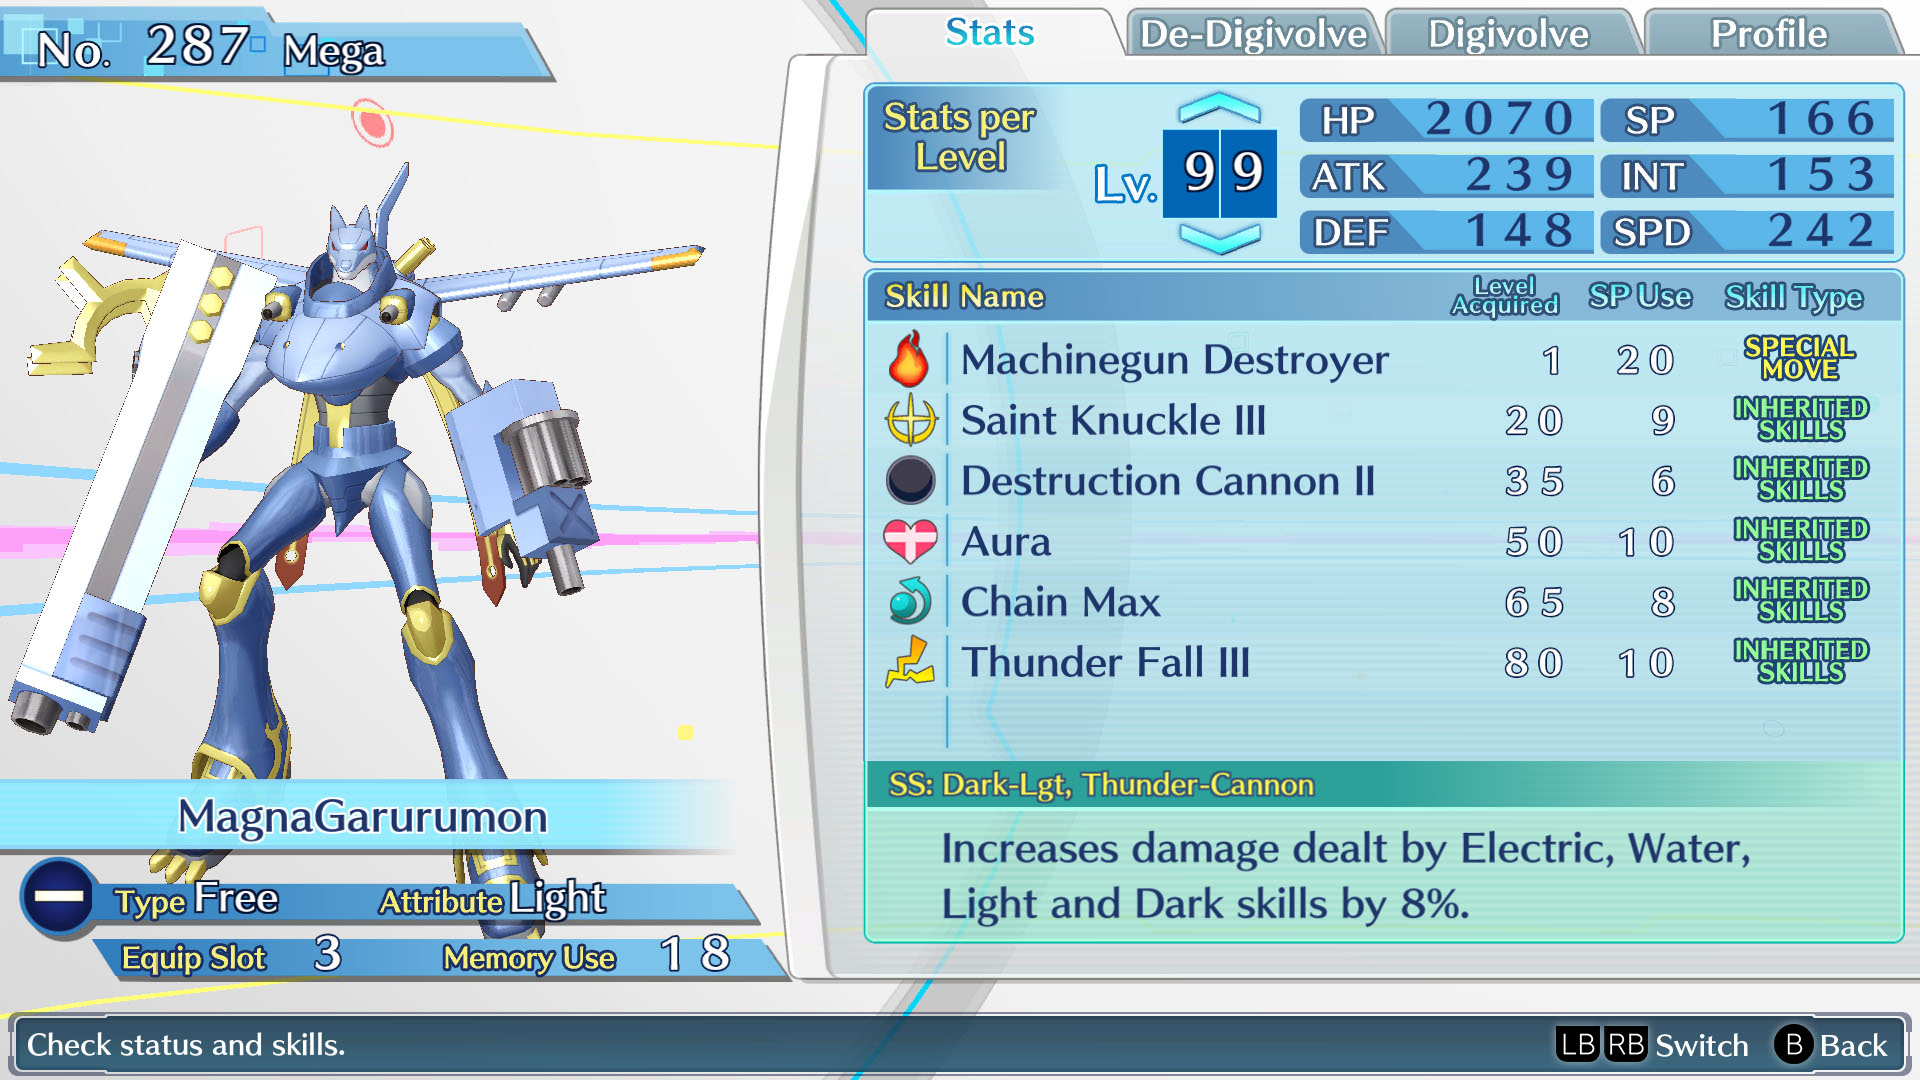 No. 287 Mega
Stats
De-Digivolve
Digivolve
Profile
Stats per
Level
Lv. 99
HP 2070
SP 166
ATK 239
INT 153
DEF 148
SPD 242
Skill Name
Level
Acquired
SP Use
Skill Type
Machinegun Destroyer 1 20 SPECIAL
MOVE
Saint Knuckle III 20 9 INHERITED
SKILLS
Destruction Cannon II 35 6 INHERITED
SKILLS
Aura 50 10 INHERITED
SKILLS
Chain Max 65 8 INHERITED
SKILLS
Thunder Fall III 80 10 INHERITED
SKILLS
SS: Dark-Lgt, Thunder-Cannon
Increases damage dealt by Electric, Water,
Light and Dark skills by 8%.
MagnaGarurumon
Type Free Attribute Light
Equip Slot 3 Memory Use 18
Check status and skills.
LB RB Switch B Back